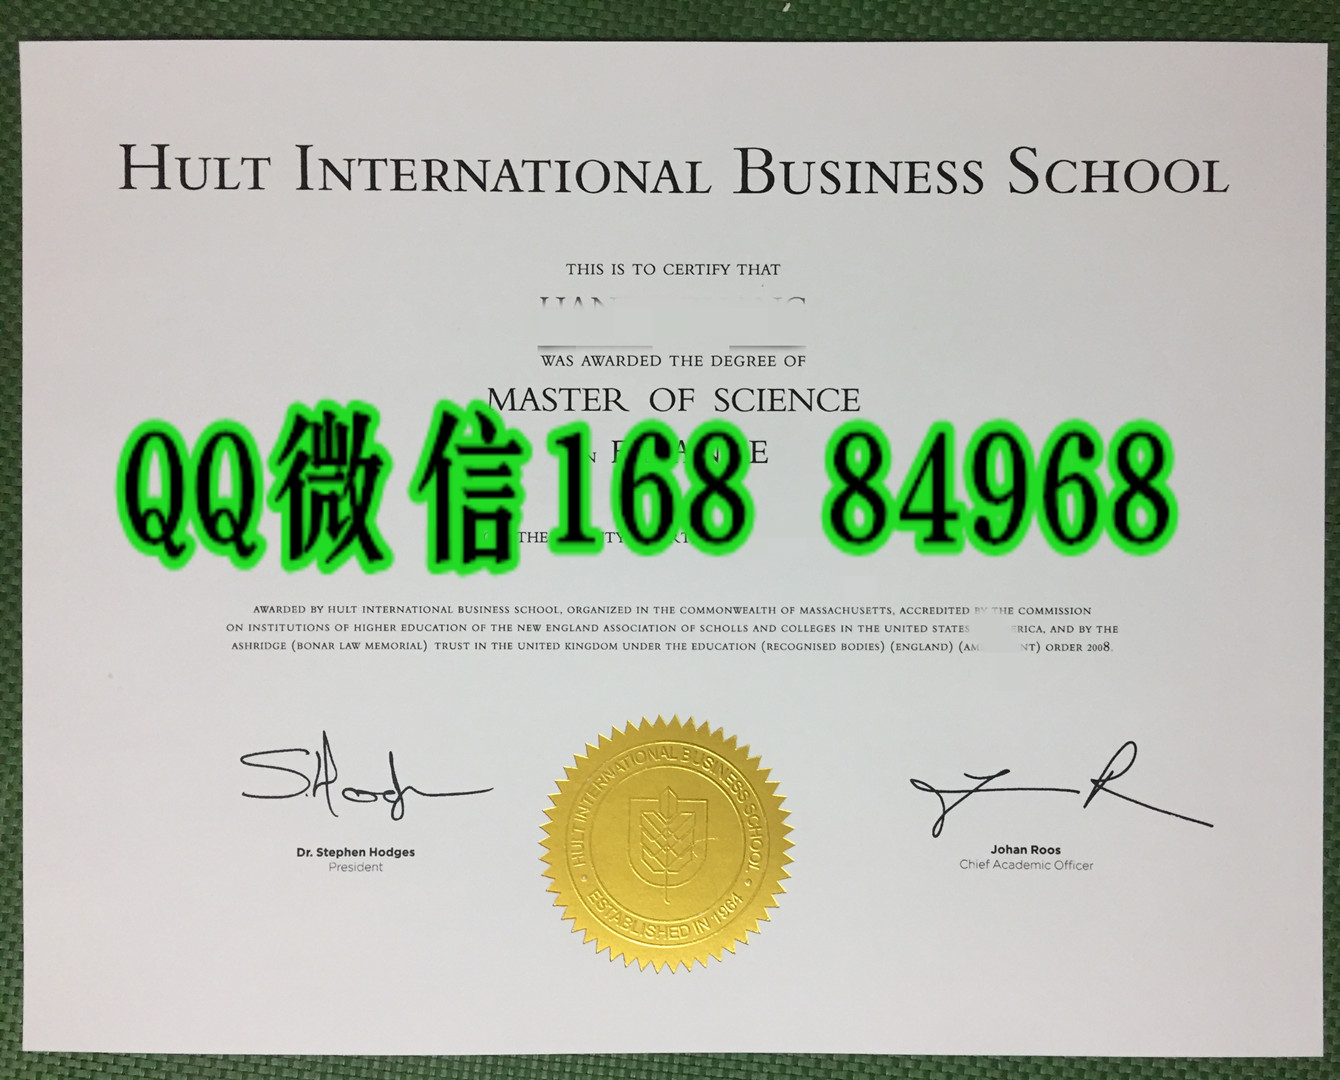 HULT INTERNATIONAL BUSINESS SCHOOL
THIS IS TO CERTIFY THAT
WAS AWARDED THE DEGREE OF
MASTER OF SCIENCE
QQ微信168 84968
THE
AWARDED BY HULT INTERNATIONAL BUSINESS SCHOOL, ORGANIZED IN THE COMMONWEALTH OF MASSACHUSETTS, ACCREDITED BY THE COMMISSION
ON INSTITUTIONS OF HIGHER EDUCATION OF THE NEW ENGLAND ASSOCIATION OF SCHOLLS AND COLLEGES IN THE UNITED STATES AND BY THE
ASHRIDGE (BONAR LAW MEMORIAL) TRUST IN THE UNITED KINGDOM UNDER THE EDUCATION (RECOGNISED BODIES) (ENGLAND) ORDER 2008.
S. Hodges
Dr. Stephen Hodges
President
HULT INTERNATIONAL BUSINESS SCHOOL
ESTABLISHED IN 1964
Johan Roos
Chief Academic Officer